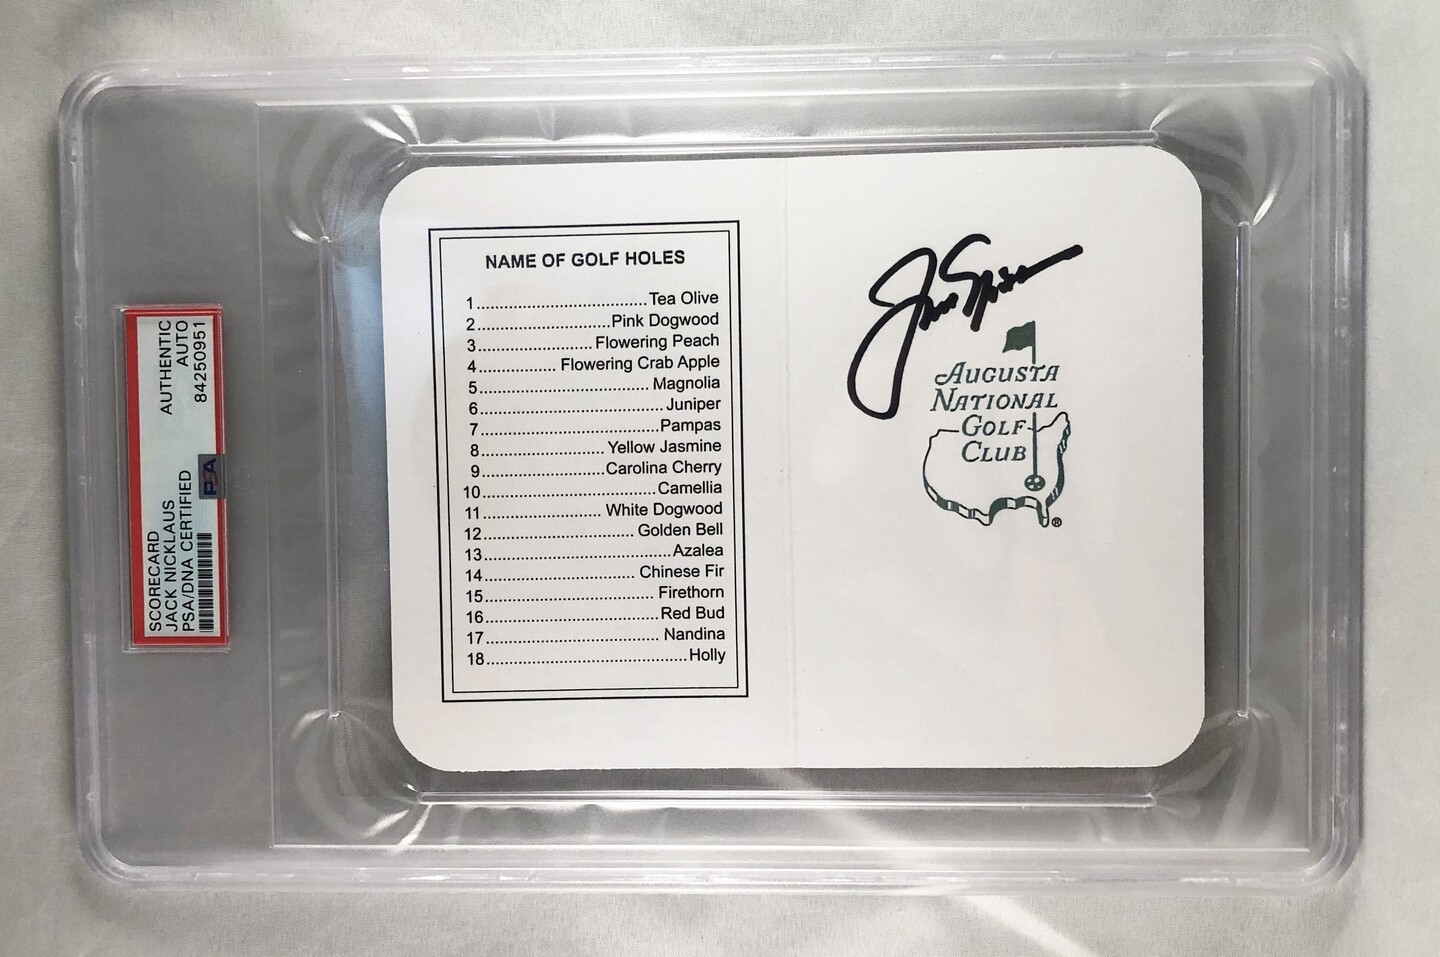 SCORECARD
JACK NICKLAUS
PSA/DNA CERTIFIED
AUTHENTIC
AUTO
84250951
PSA
NAME OF GOLF HOLES
1..................................Tea Olive
2...........................Pink Dogwood
3.......................Flowering Peach
4............... Flowering Crab Apple
5.................................. Magnolia
6.....................................Juniper
7....................................Pampas
8......................... Yellow Jasmine
9.........................Carolina Cherry
10...................................Camellia
11........................ White Dogwood
12............................... Golden Bell
13......................................Azalea
14............................... Chinese Fir
15................................... Firethorn
16....................................Red Bud
17................................... Nandina
18.........................................Holly
Jack Nicklaus
AUGUSTA
NATIONAL
GOLF
CLUB
®